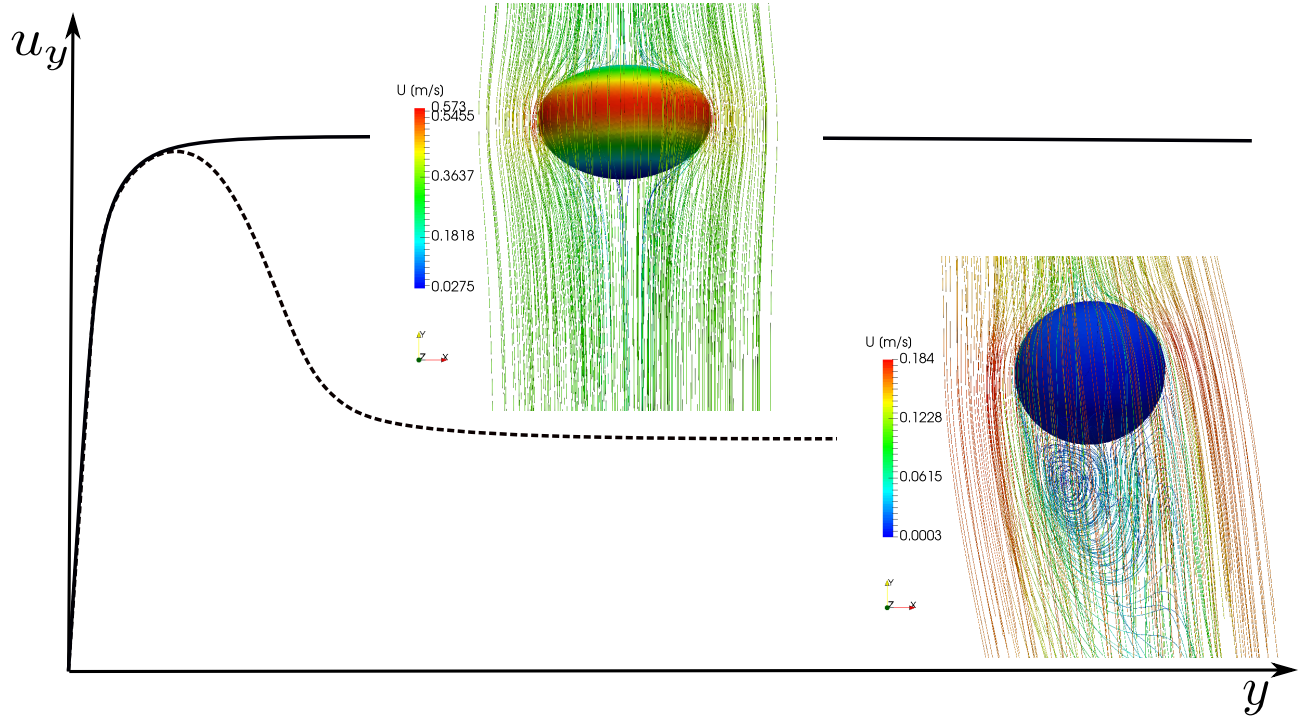 u_y
U (m/s)
0.573
0.5455
0.3637
0.1818
0.0275
Y
Z
X
U (m/s)
0.184
0.1228
0.0615
0.0003
Y
Z
X
y